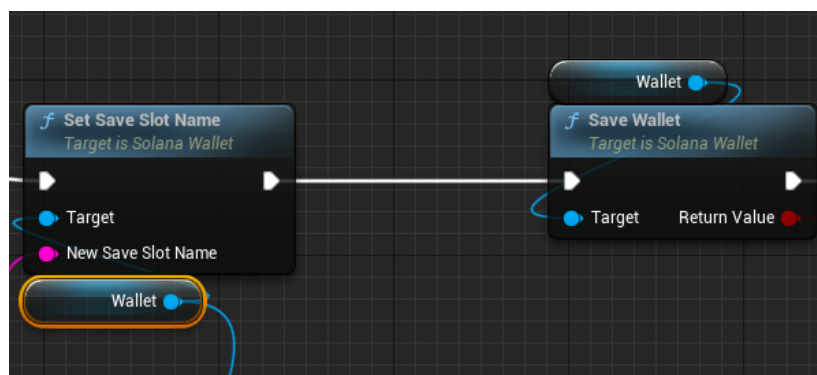 Wallet
f Set Save Slot Name
Target is Solana Wallet
Target
New Save Slot Name
Wallet
f Save Wallet
Target is Solana Wallet
Target Return Value